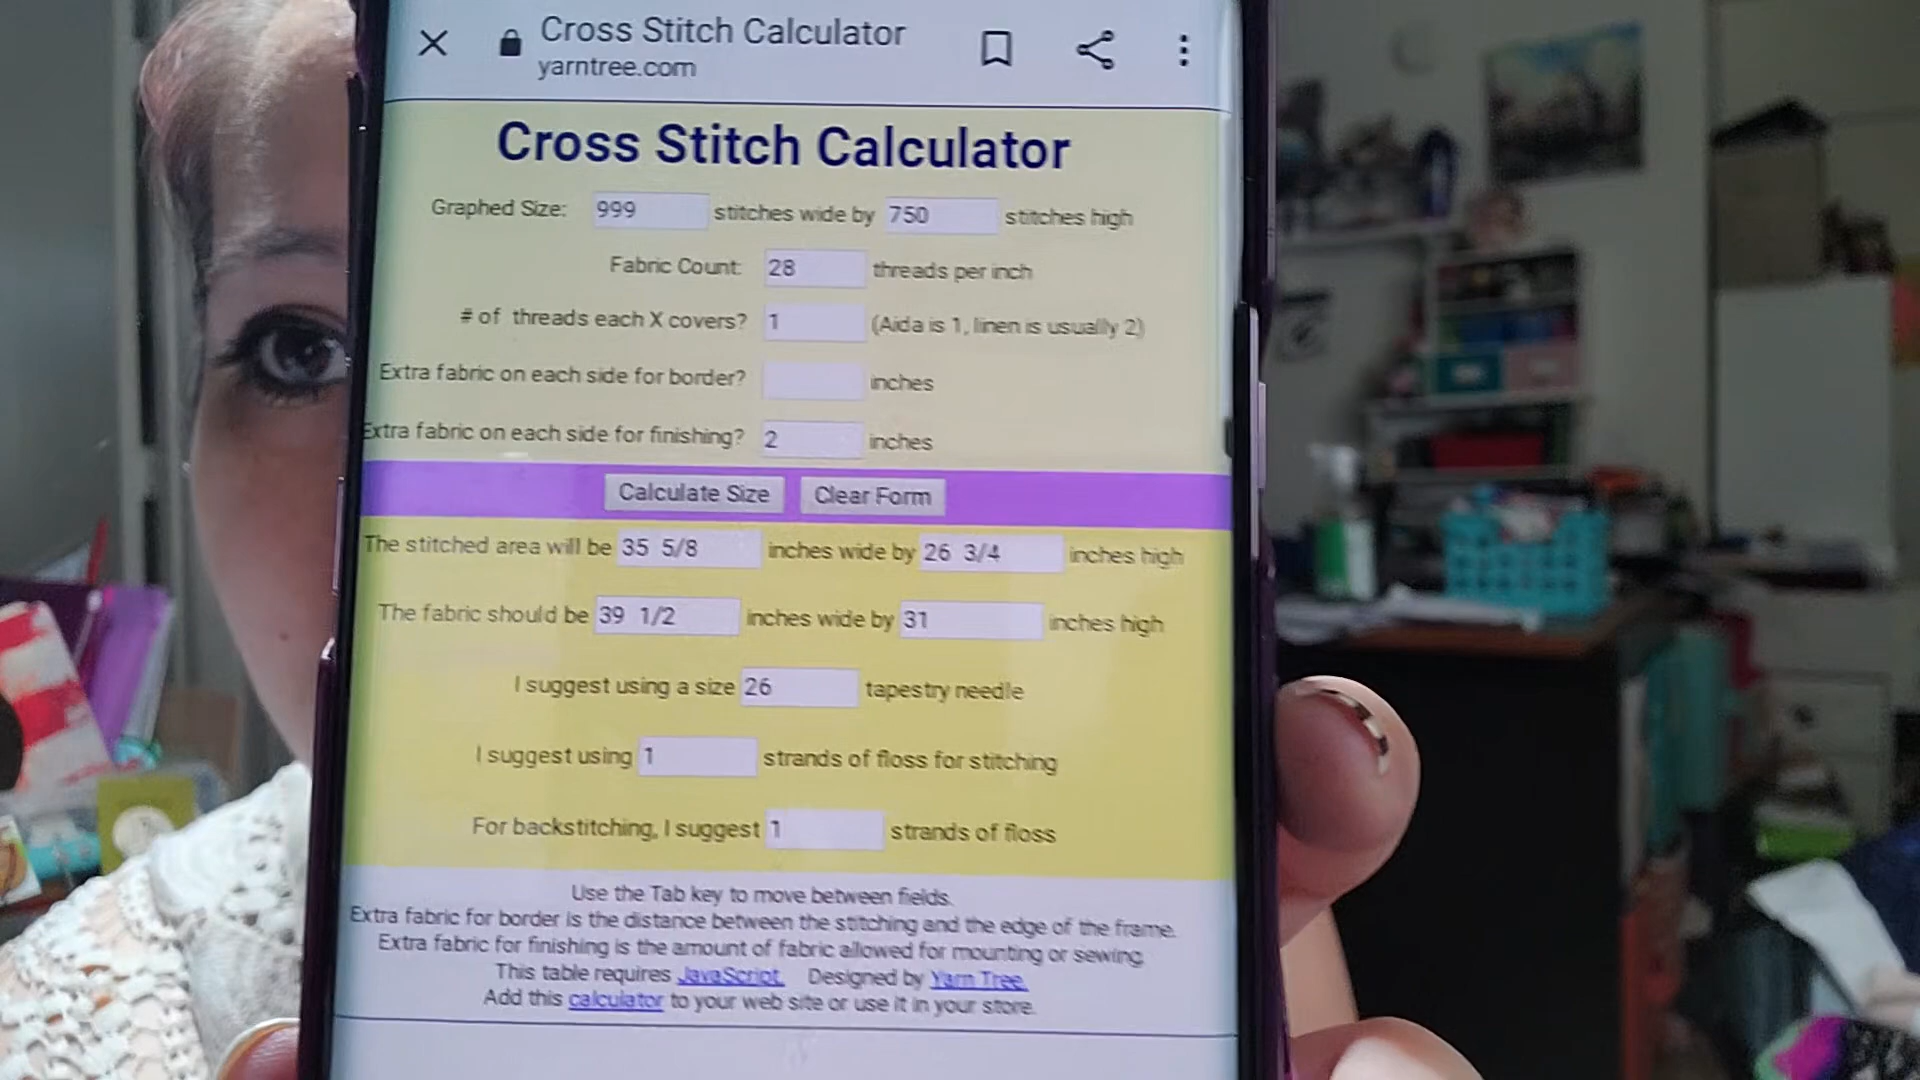 Cross Stitch Calculator
yarntree.com
Cross Stitch Calculator
Graphed Size: 999 stitches wide by 750 stitches high
Fabric Count: 28 threads per inch
# of threads each X covers? 1 (Aida is 1, linen is usually 2)
Extra fabric on each side for border? inches
Extra fabric on each side for finishing? 2 inches
Calculate Size Clear Form
The stitched area will be 35 5/8 inches wide by 26 3/4 inches high
The fabric should be 39 1/2 inches wide by 31 inches high
I suggest using a size 26 tapestry needle
I suggest using 1 strands of floss for stitching
For backstitching, I suggest 1 strands of floss
Use the Tab key to move between fields.
Extra fabric for border is the distance between the stitching and the edge of the frame.
Extra fabric for finishing is the amount of fabric allowed for mounting or sewing.
This table requires JavaScript. Designed by Yarn Tree.
Add this calculator to your web site or use it in your store.